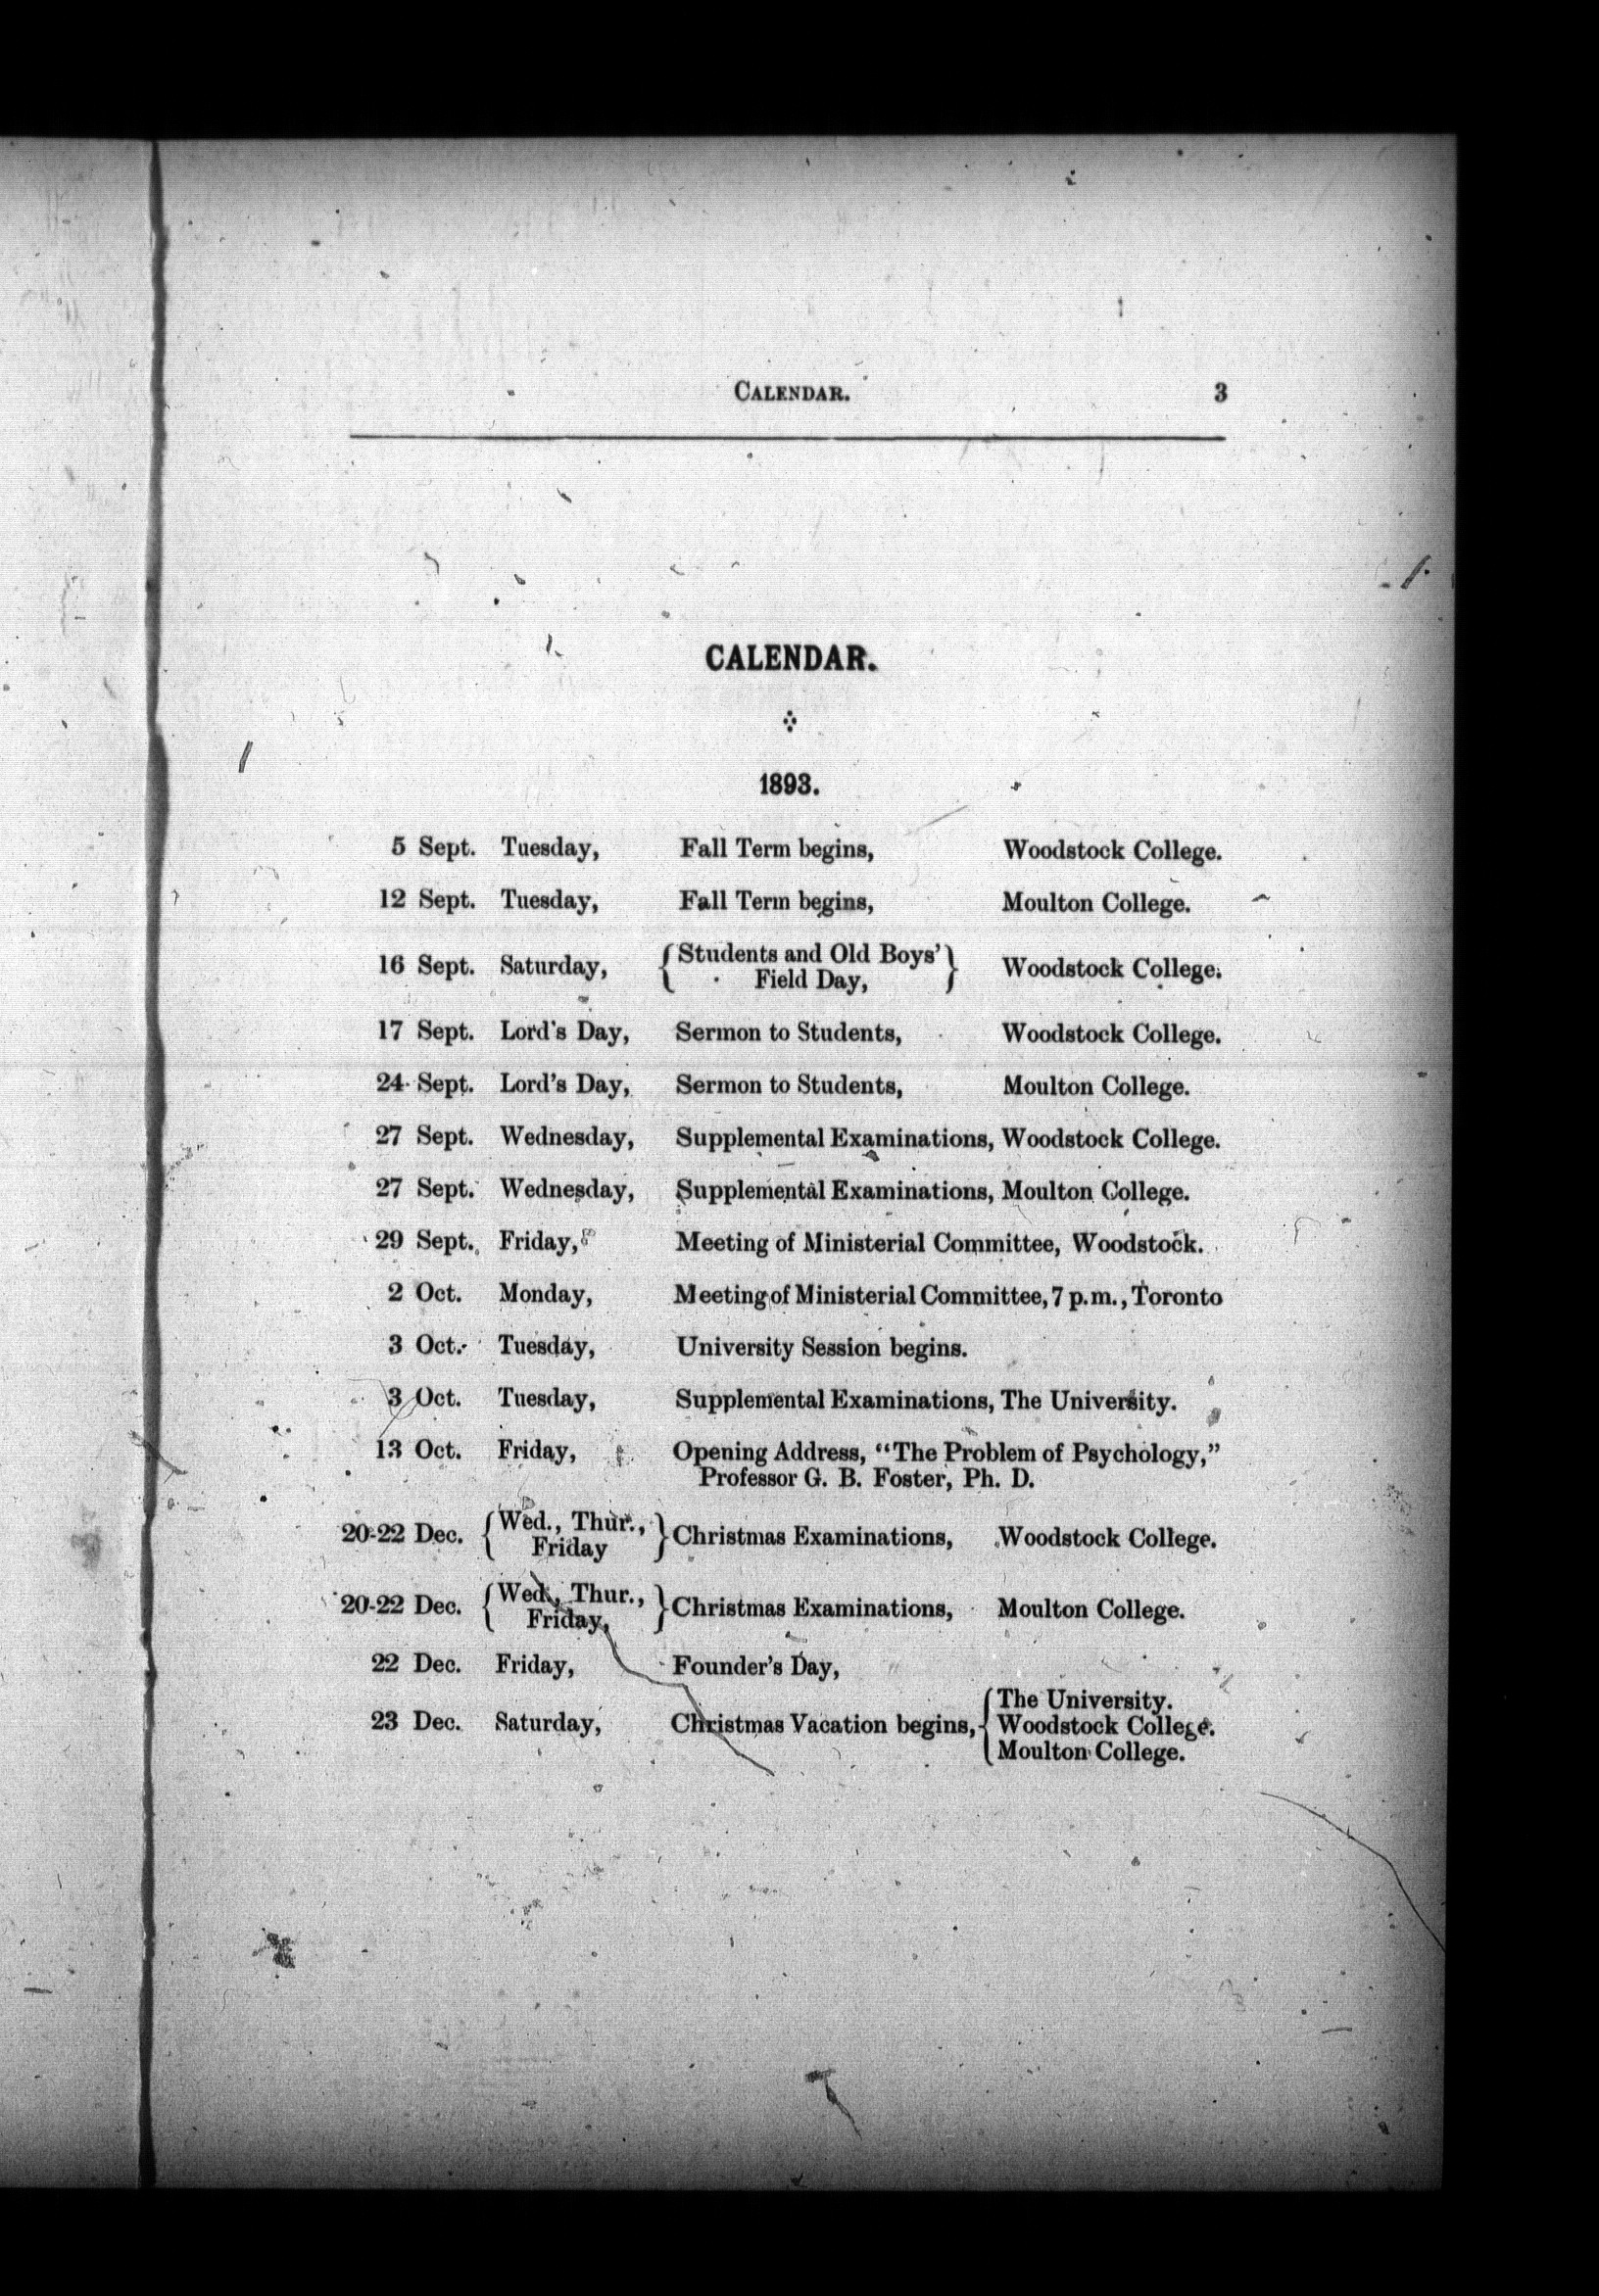 CALENDAR. 3
CALENDAR.
1893.
5 Sept. Tuesday, Fall Term begins, Woodstock College.
12 Sept. Tuesday, Fall Term begins, Moulton College.
16 Sept. Saturday, { Students and Old Boys' Field Day, } Woodstock College.
17 Sept. Lord's Day, Sermon to Students, Woodstock College.
24 Sept. Lord's Day, Sermon to Students, Moulton College.
27 Sept. Wednesday, Supplemental Examinations, Woodstock College.
27 Sept. Wednesday, Supplemental Examinations, Moulton College.
29 Sept. Friday, Meeting of Ministerial Committee, Woodstock.
2 Oct. Monday, Meeting of Ministerial Committee, 7 p.m., Toronto
3 Oct. Tuesday, University Session begins.
3 Oct. Tuesday, Supplemental Examinations, The University.
13 Oct. Friday, Opening Address, “The Problem of Psychology,”
Professor G. B. Foster, Ph. D.
20-22 Dec. { Wed., Thur., Friday } Christmas Examinations, Woodstock College.
20-22 Dec. { Wed., Thur., Friday, } Christmas Examinations, Moulton College.
22 Dec. Friday, Founder's Day,
23 Dec. Saturday, Christmas Vacation begins, { The University.
Woodstock College.
Moulton College.